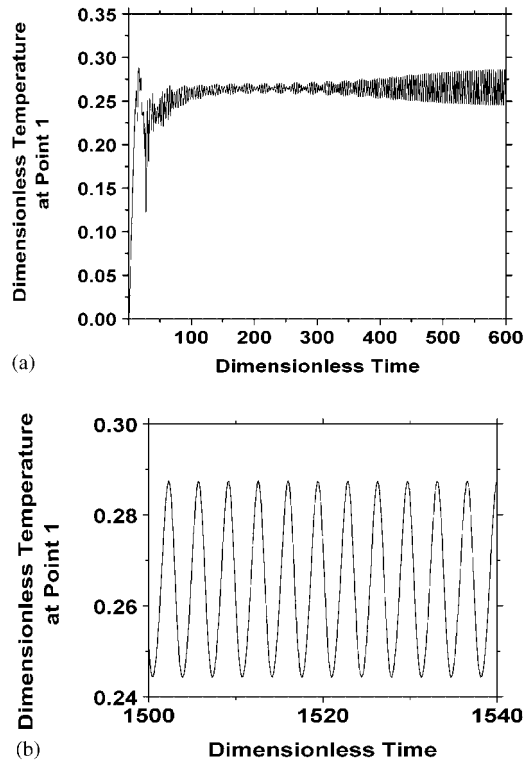 0.35
0.30
0.25
0.20
0.15
0.10
0.05
0.00
Dimensionless Temperature
at Point 1
100 200 300 400 500 600
Dimensionless Time
(a)
0.30
0.28
0.26
0.24
Dimensionless Temperature
at Point 1
1500 1520 1540
Dimensionless Time
(b)